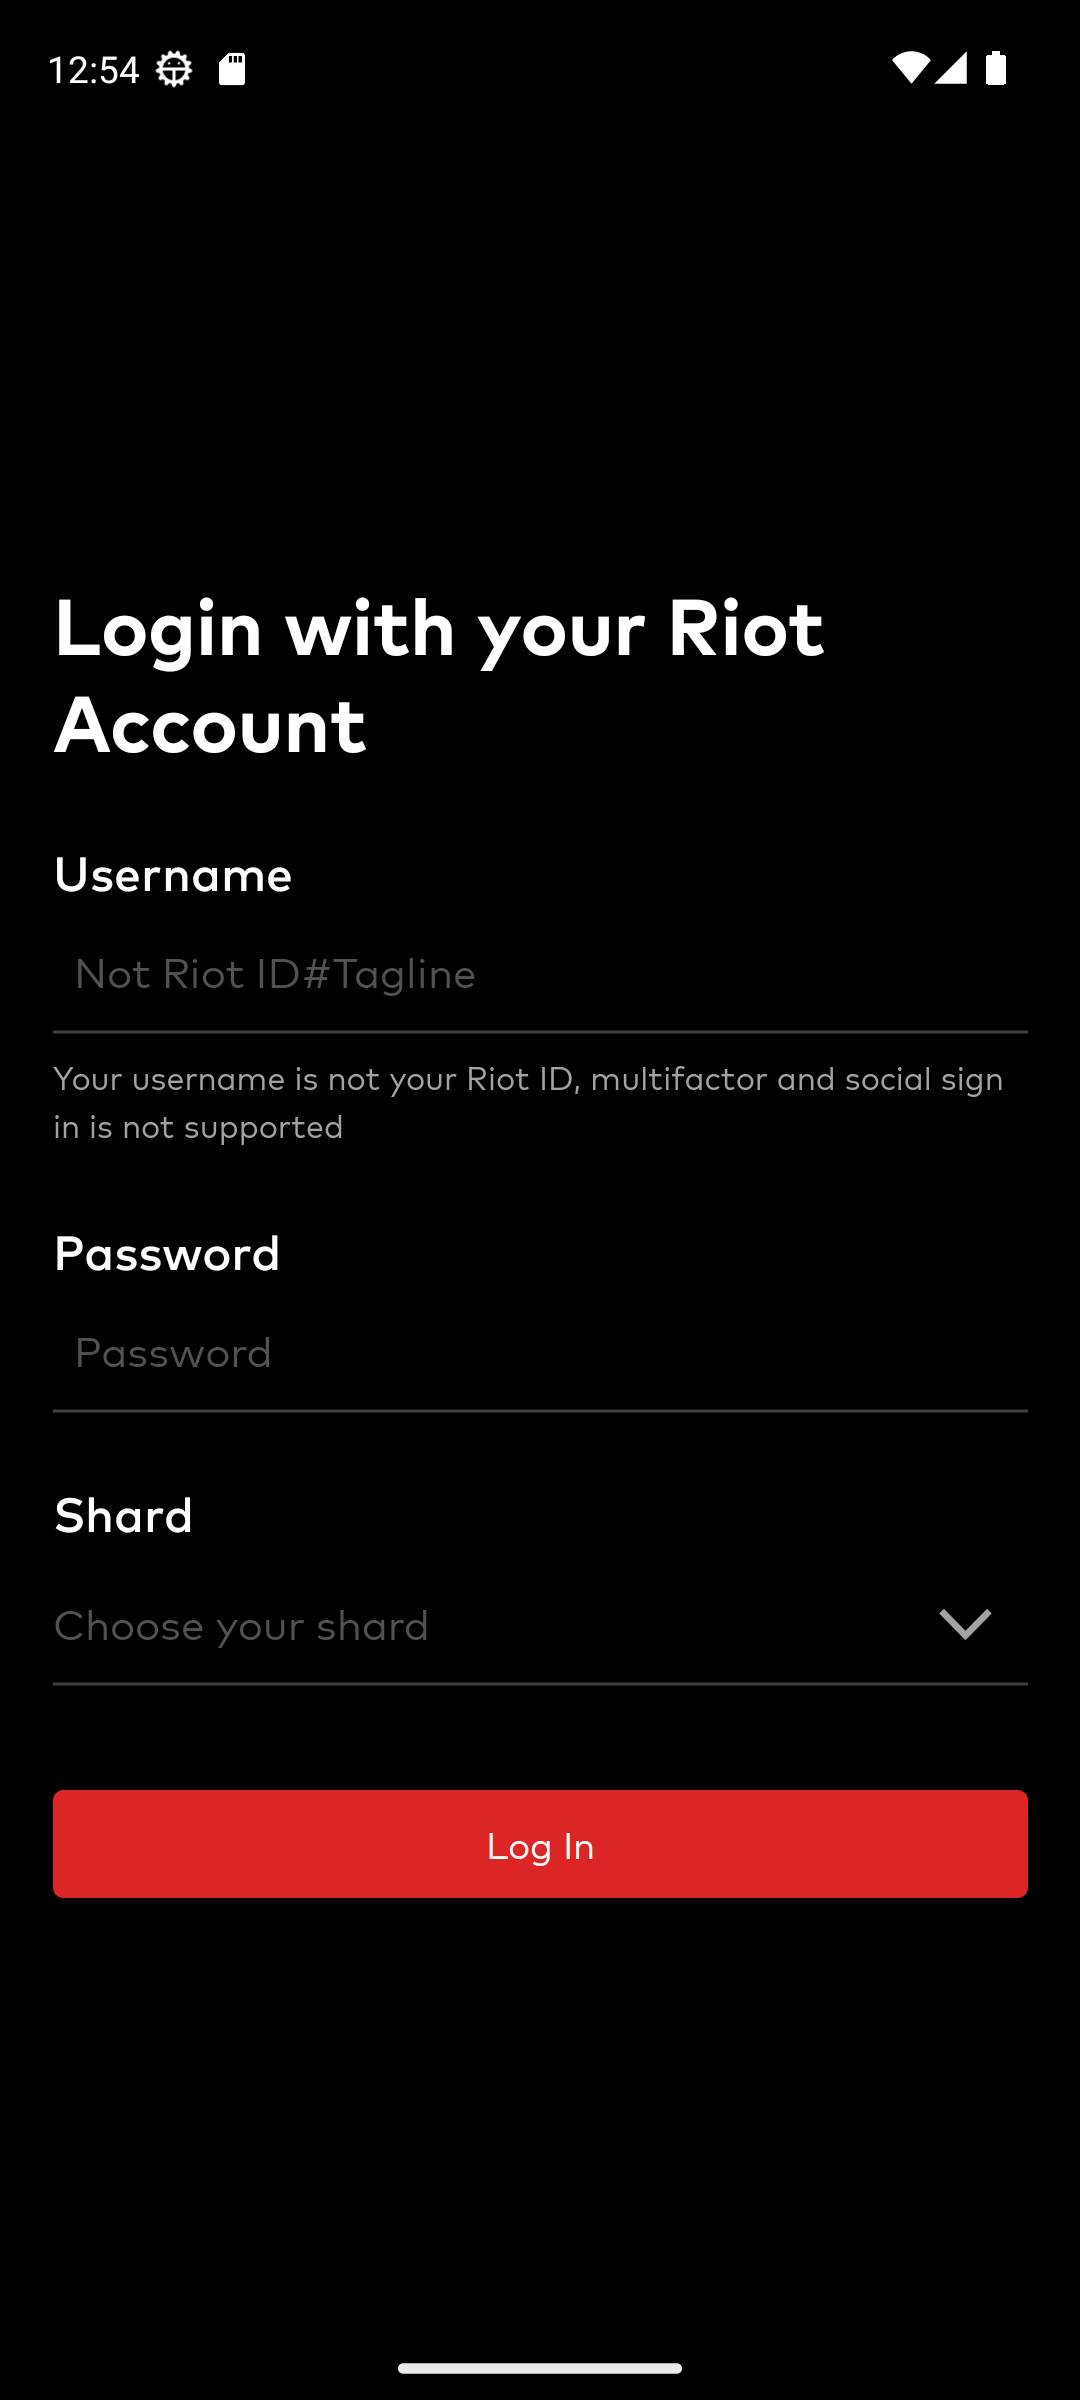 12:54
Login with your Riot
Account
Username
Not Riot ID#Tagline
Your username is not your Riot ID, multifactor and social sign
in is not supported
Password
Password
Shard
Choose your shard
Log In